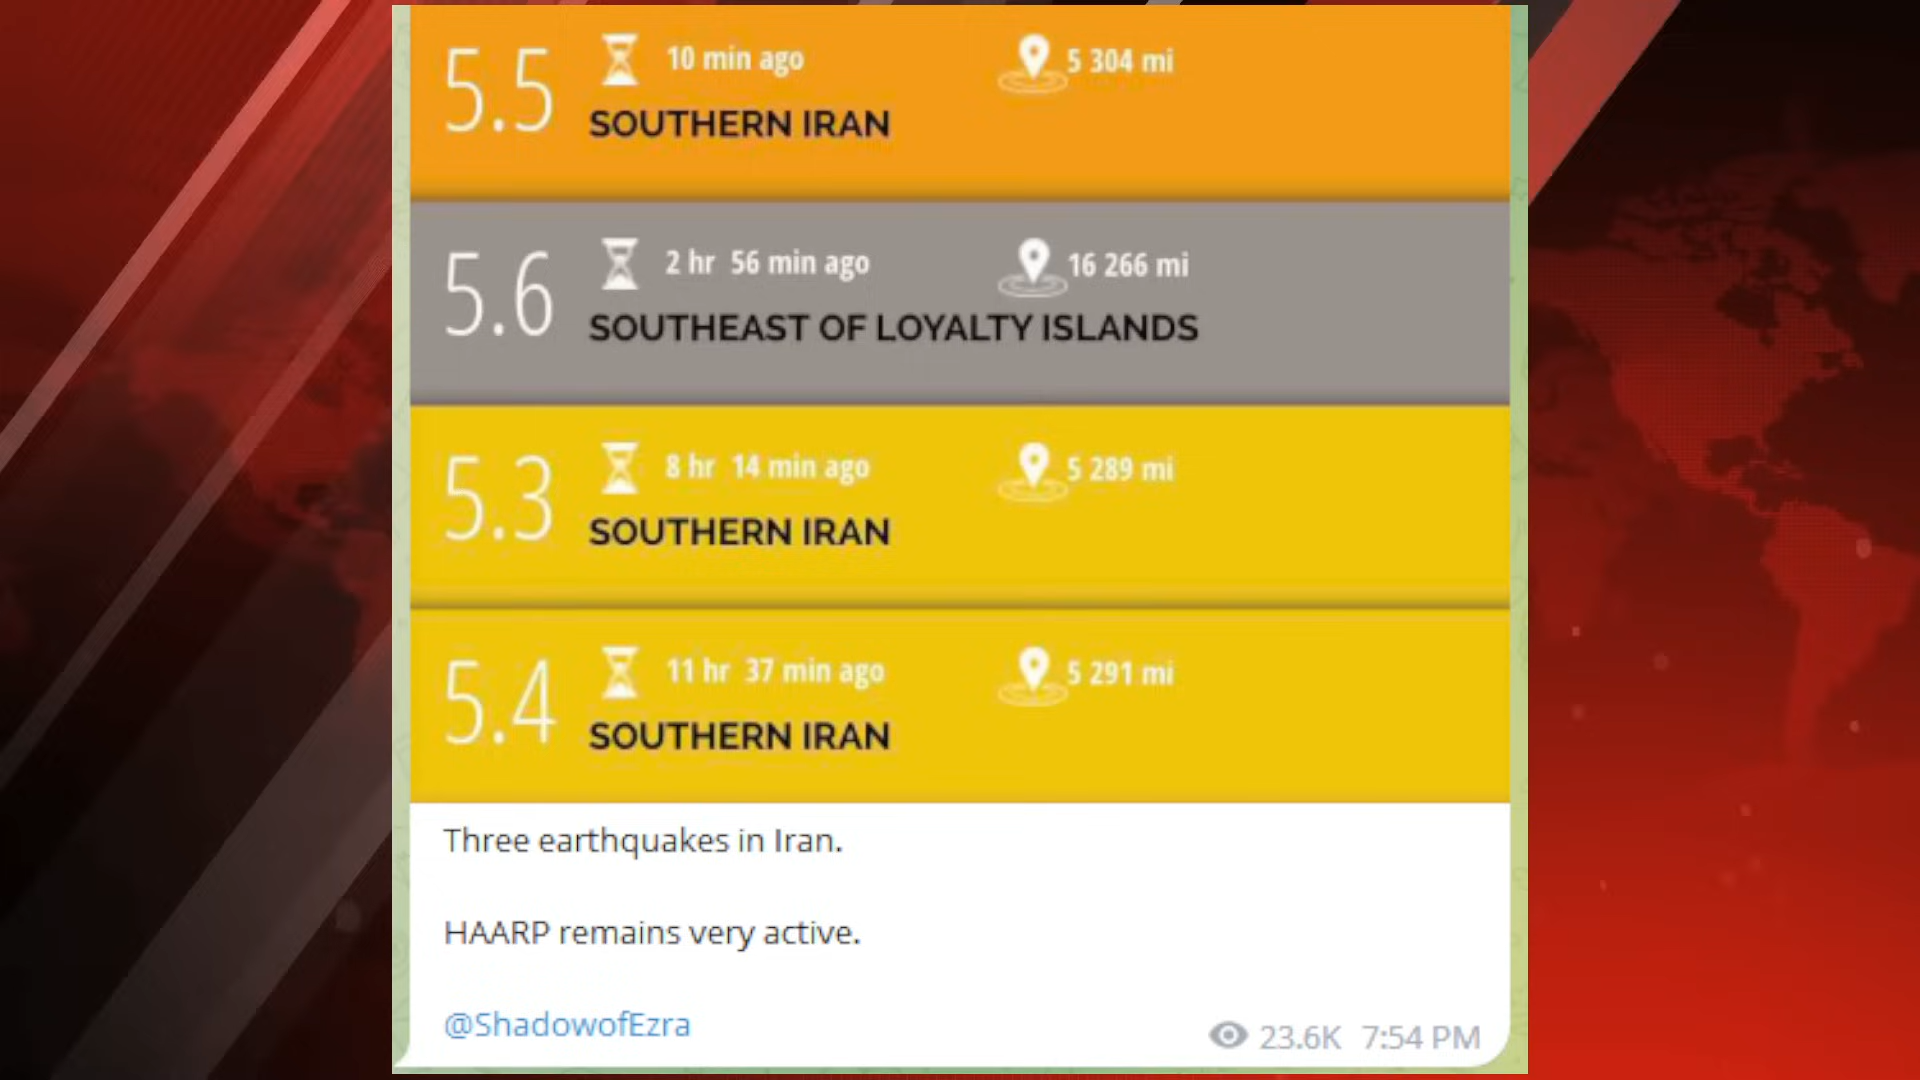 5.5 10 min ago 5 304 mi
SOUTHERN IRAN
5.6 2 hr 56 min ago 16 266 mi
SOUTHEAST OF LOYALTY ISLANDS
5.3 8 hr 14 min ago 5 289 mi
SOUTHERN IRAN
5.4 11 hr 37 min ago 5 291 mi
SOUTHERN IRAN
Three earthquakes in Iran.
HAARP remains very active.
@ShadowofEzra
23.6K 7:54 PM